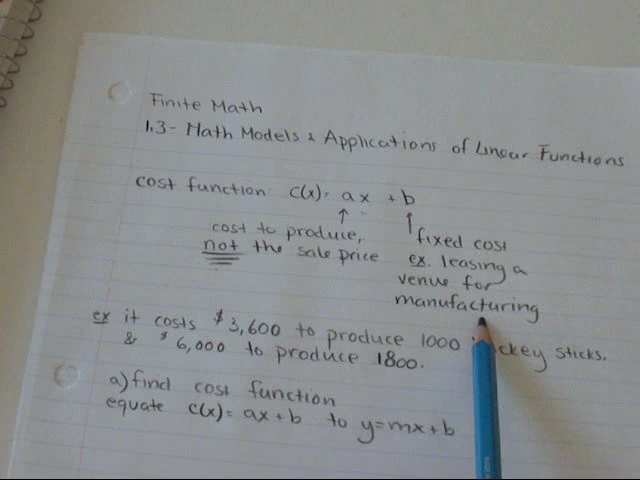 Finite Math
1.3- Math Models & Applications of Linear Functions
cost function: c(x)= ax + b
cost to produce,
not the sale price
fixed cost
ex. leasing a
venue for
manufacturing
ex it costs $3,600 to produce 1000 sticks.
& $6,000 to produce 1800.
a) find cost function
equate c(x)= ax+b to y=mx+b